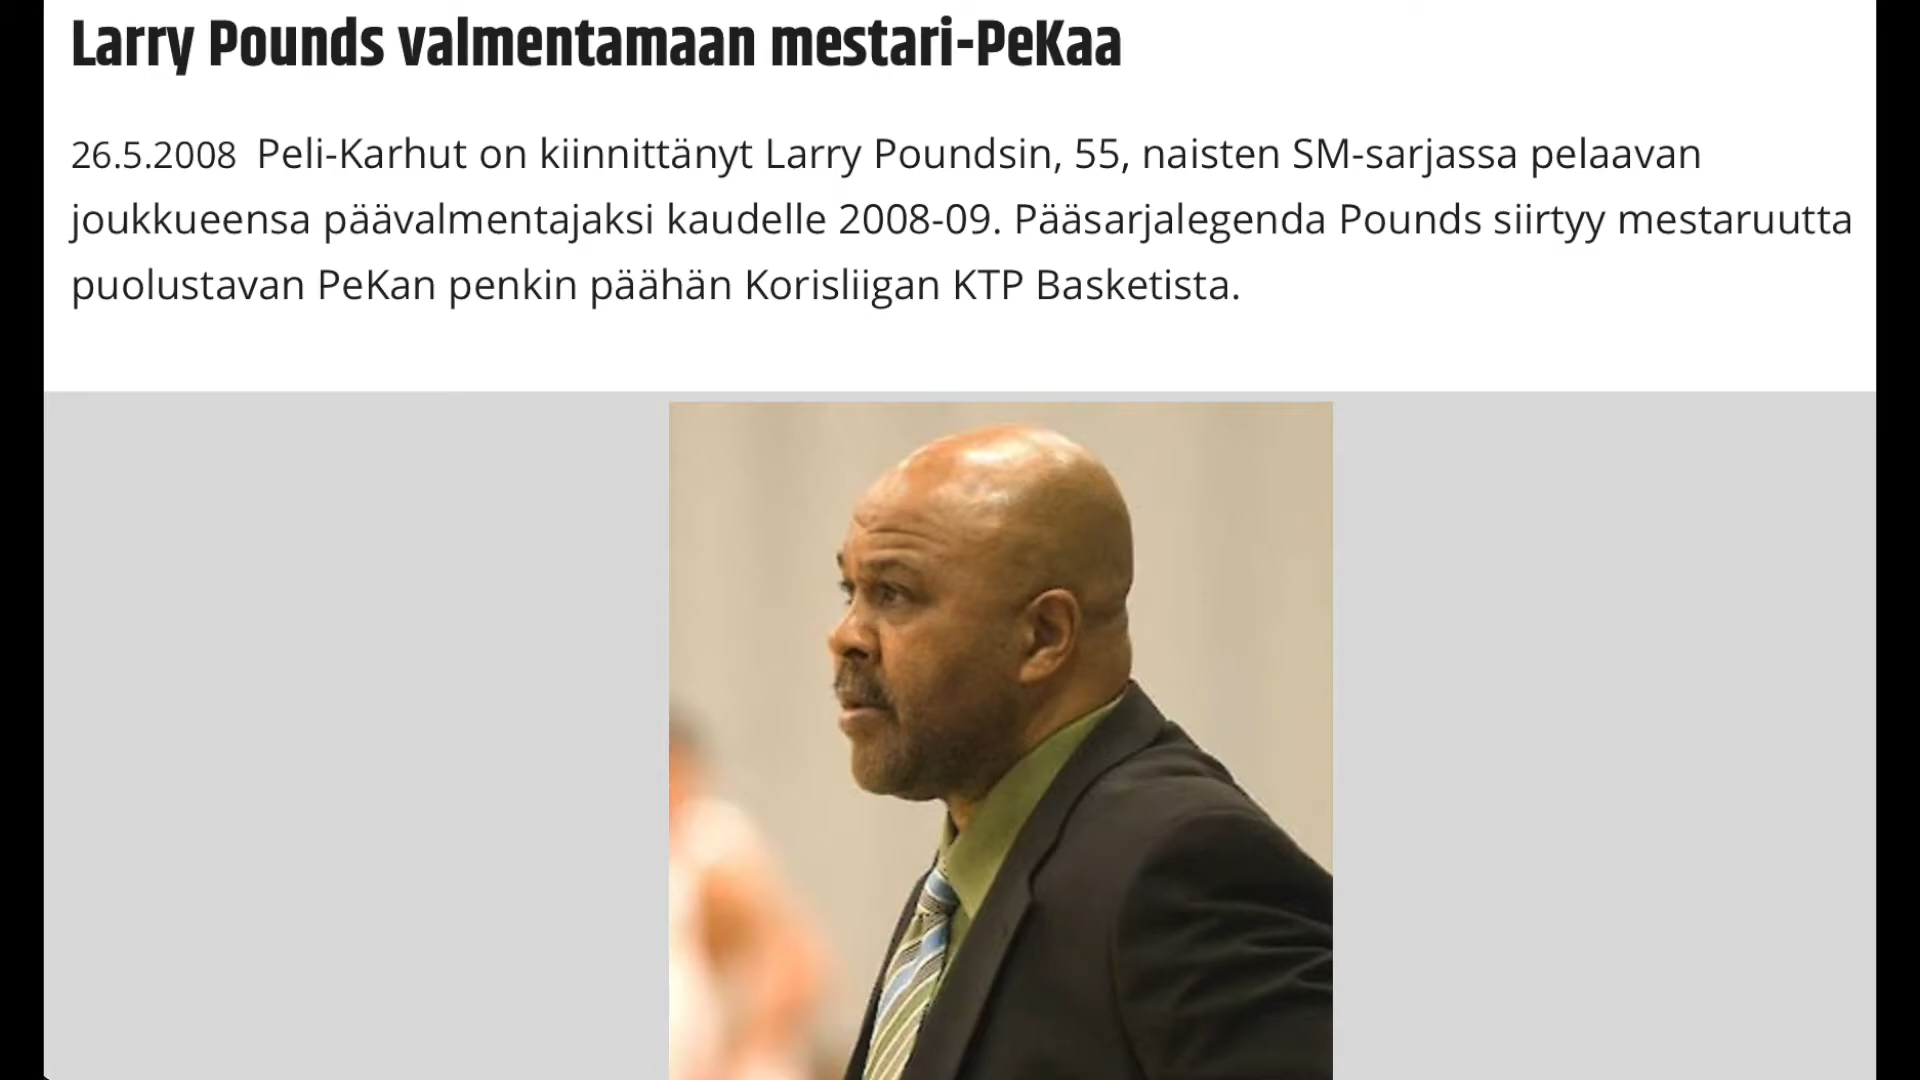 Larry Pounds valmentamaan mestari-PeKaa
26.5.2008 Peli-Karhut on kiinnittänyt Larry Poundsin, 55, naisten SM-sarjassa pelaavan
joukkueensa päävalmentajaksi kaudelle 2008-09. Pääsarjalegenda Pounds siirtyy mestaruutta
puolustavan PeKan penkin päähän Korisliigan KTP Basketista.